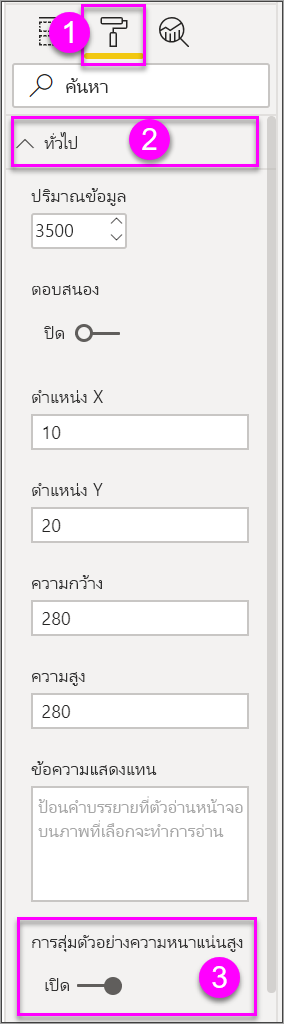 1
ค้นหา
ทั่วไป 2
ปริมาณข้อมูล
3500
ตอบสนอง
ปิด
ตำแหน่ง X
10
ตำแหน่ง Y
20
ความกว้าง
280
ความสูง
280
ข้อความแสดงแทน
ป้อนคำบรรยายที่ตัวอ่านหน้าจอ
บนภาพที่เลือกจะทำการอ่าน
การสุ่มตัวอย่างความหนาแน่นสูง
เปิด 3